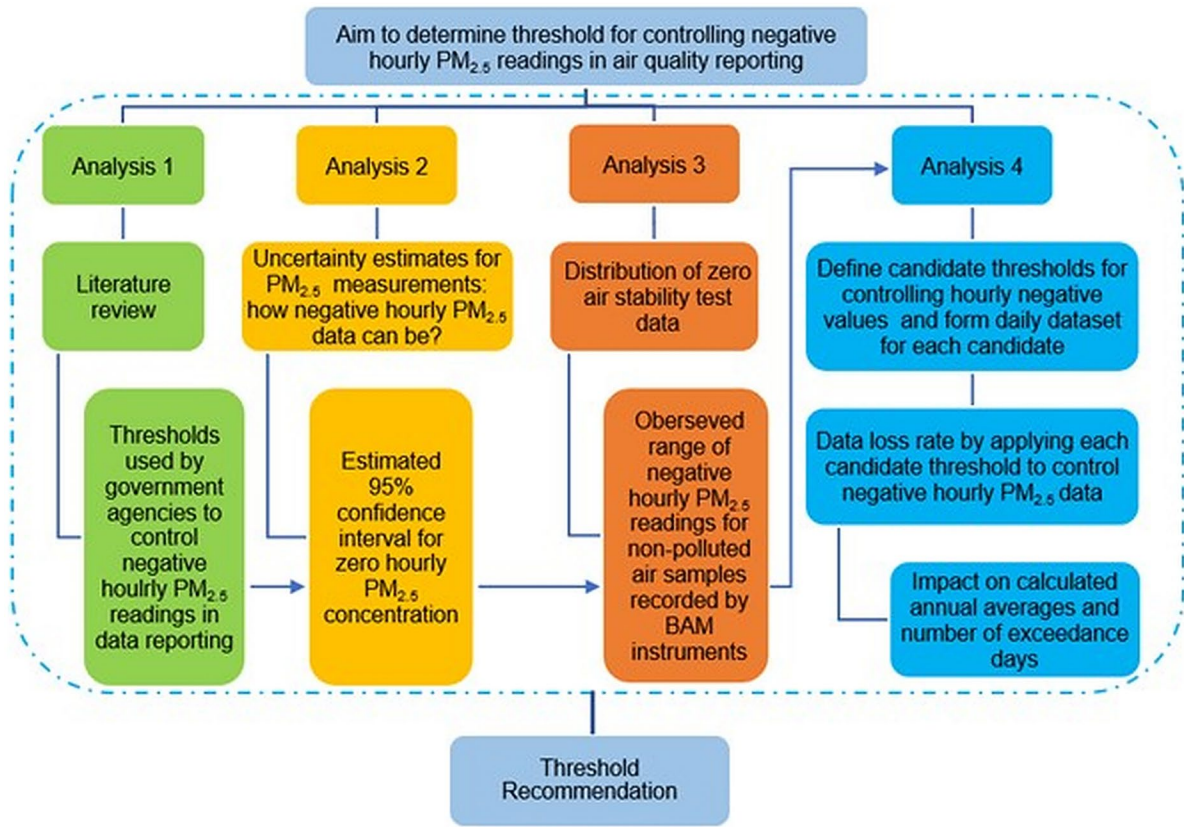 Aim to determine threshold for controlling negative
hourly PM2.5 readings in air quality reporting
Analysis 1
Literature
review
Thresholds
used by
government
agencies to
control
negative
houlrly PM2.5
readings in
data reporting
Analysis 2
Uncertainty estimates for
PM2.5 measurements:
how negative hourly PM2.5
data can be?
Estimated
95%
confidence
interval for
zero hourly
PM2.5
concentration
Analysis 3
Distribution of zero
air stability test
data
Oberseved
range of
negative
hourly PM2.5
readings for
non-polluted
air samples
recorded by
BAM
instruments
Analysis 4
Define candidate thresholds for
controlling hourly negative
values and form daily dataset
for each candidate
Data loss rate by applying each
candidate threshold to control
negative hourly PM2.5 data
Impact on calculated
annual averages and
number of exceedance
days
Threshold
Recommendation